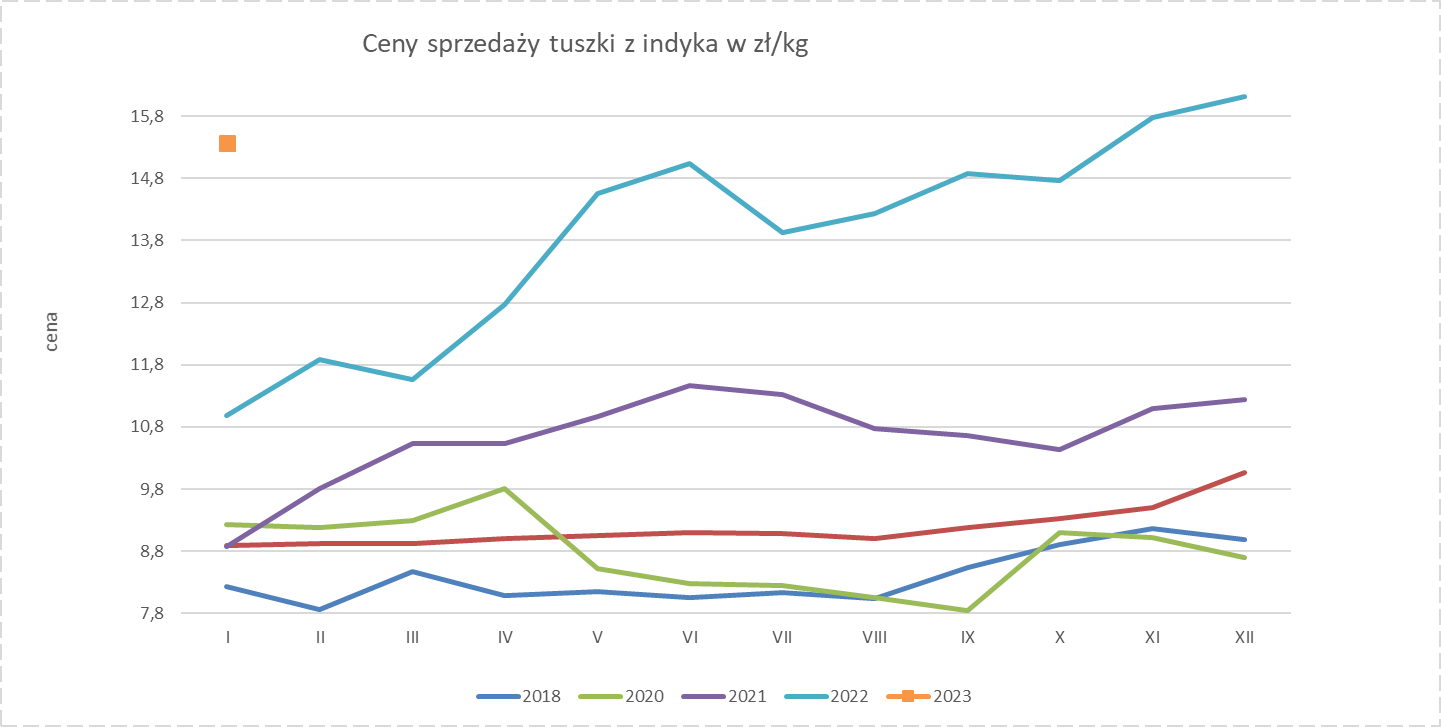 Ceny sprzedaży tuszki z indyka w zł/kg
cena
15,8
14,8
13,8
12,8
11,8
10,8
9,8
8,8
7,8
I II III IV V VI VII VIII IX X XI XII
2018 2020 2021 2022 2023